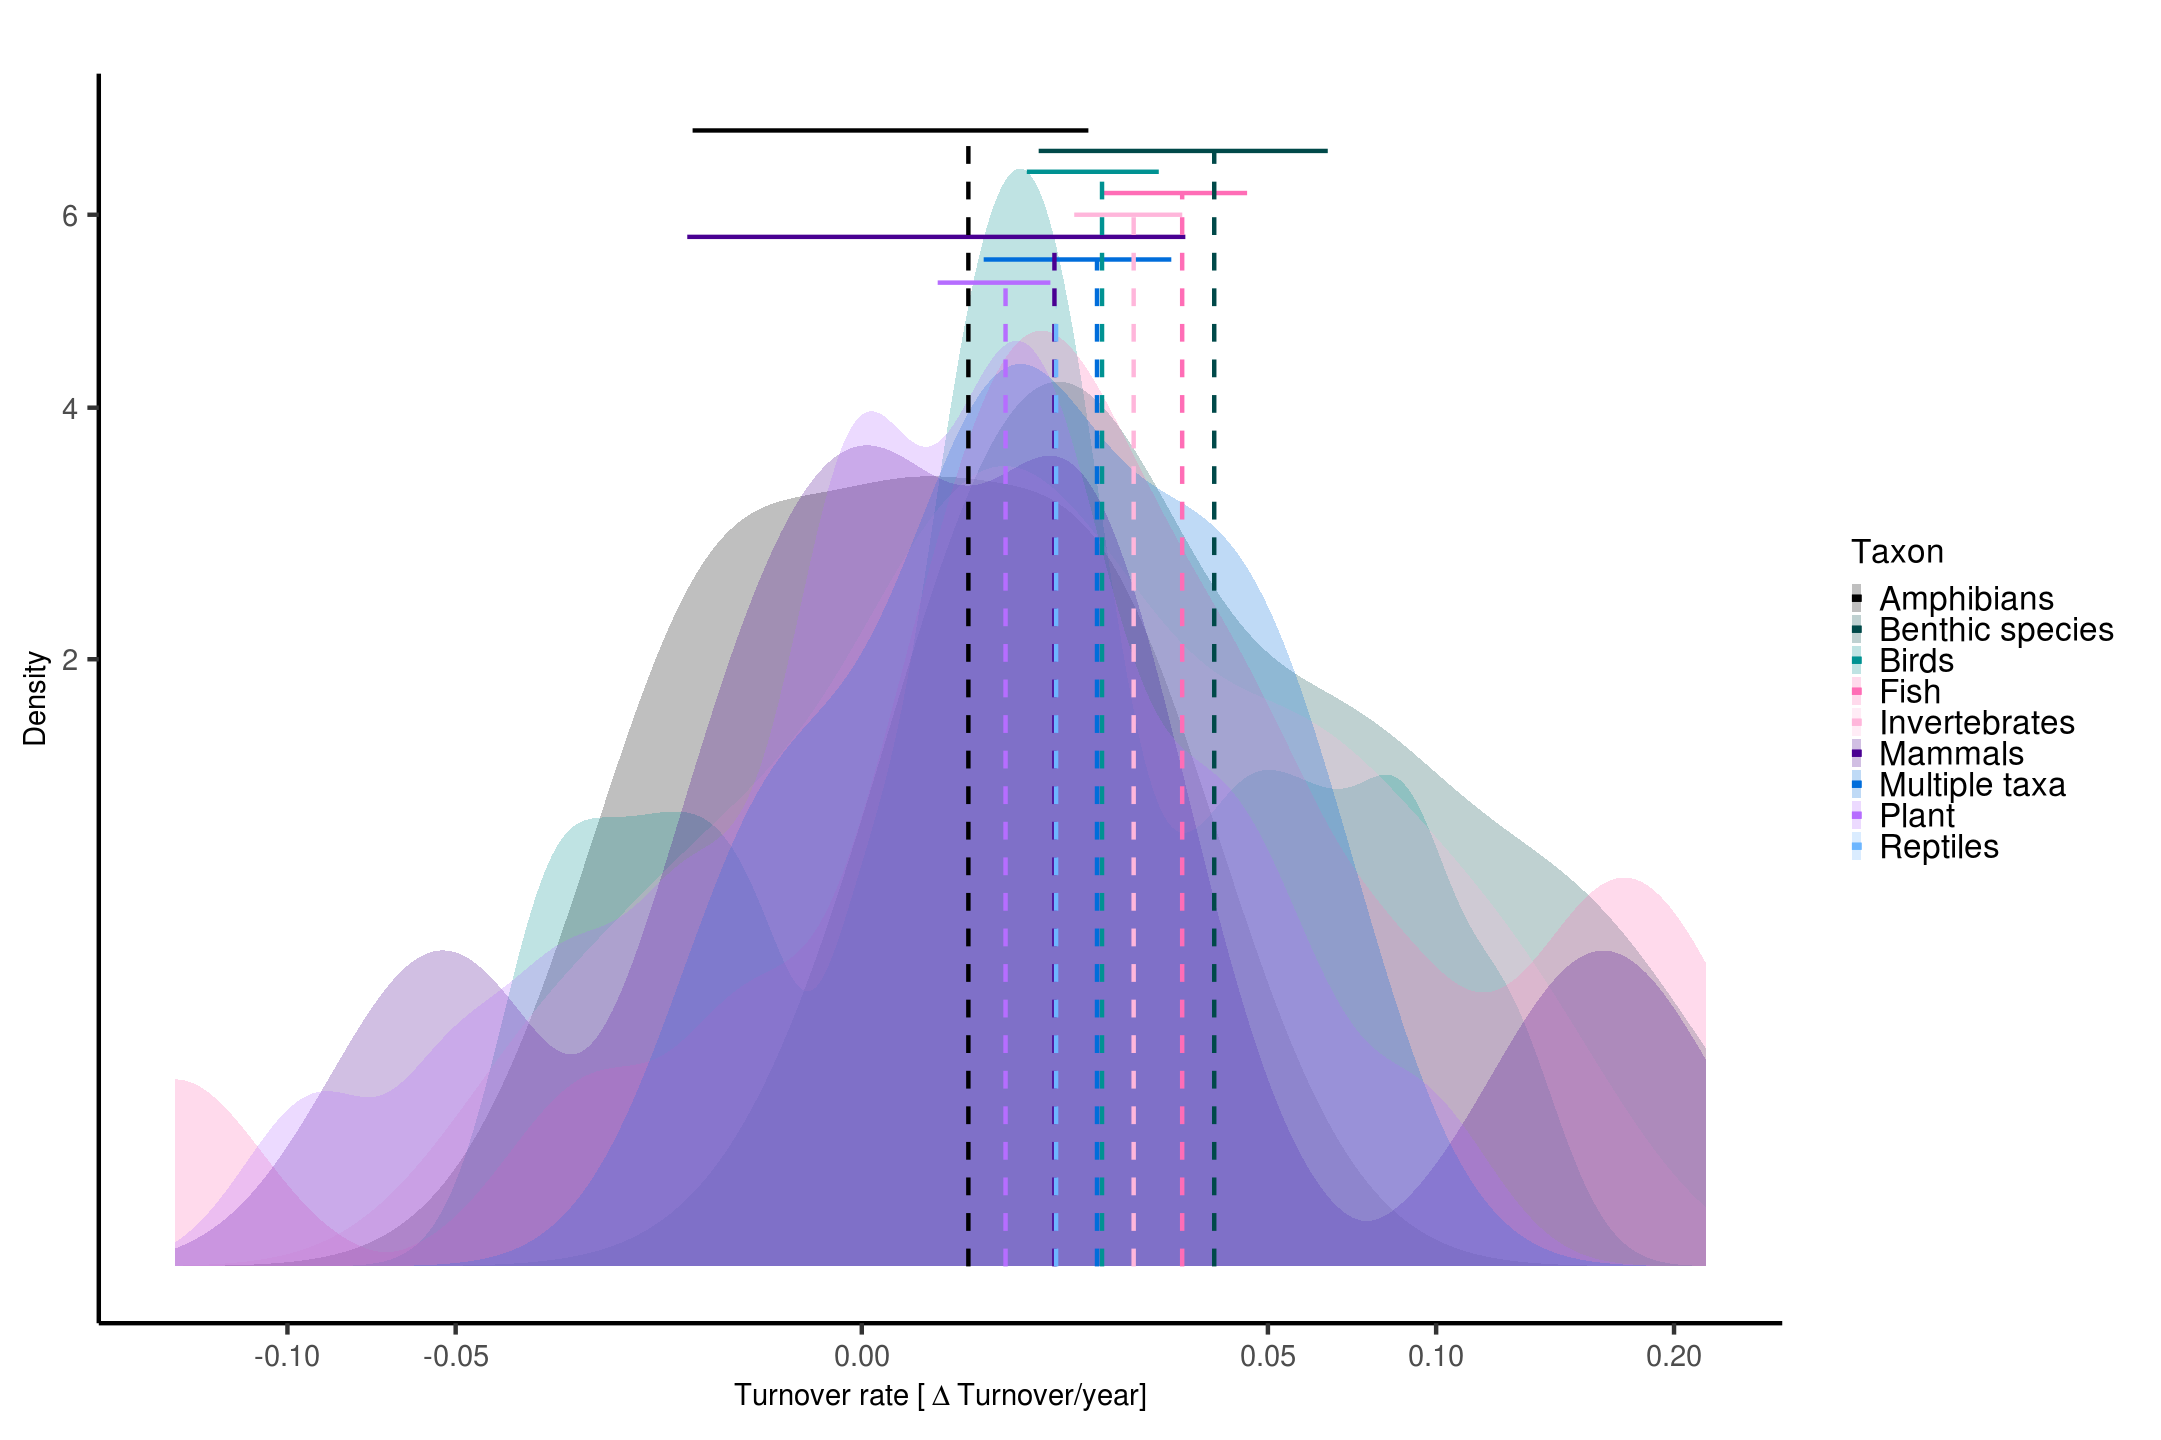 6
4
2
Density
-0.10
-0.05
0.00
0.05
0.10
0.20
Turnover rate [ Δ Turnover/year]
Taxon
Amphibians
Benthic species
Birds
Fish
Invertebrates
Mammals
Multiple taxa
Plant
Reptiles